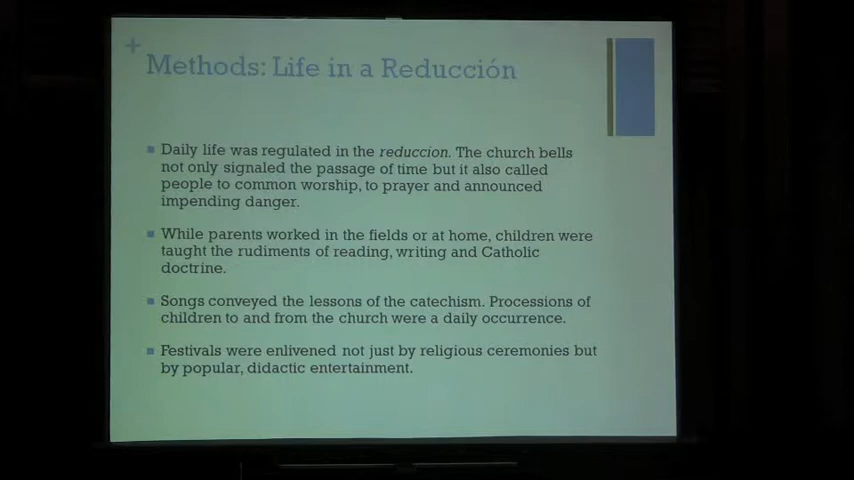 +
Methods: Life in a Reducción
Daily life was regulated in the reduccion. The church bells
not only signaled the passage of time but it also called
people to common worship, to prayer and announced
impending danger.
While parents worked in the fields or at home, children were
taught the rudiments of reading, writing and Catholic
doctrine.
Songs conveyed the lessons of the catechism. Processions of
children to and from the church were a daily occurrence.
Festivals were enlivened not just by religious ceremonies but
by popular, didactic entertainment.